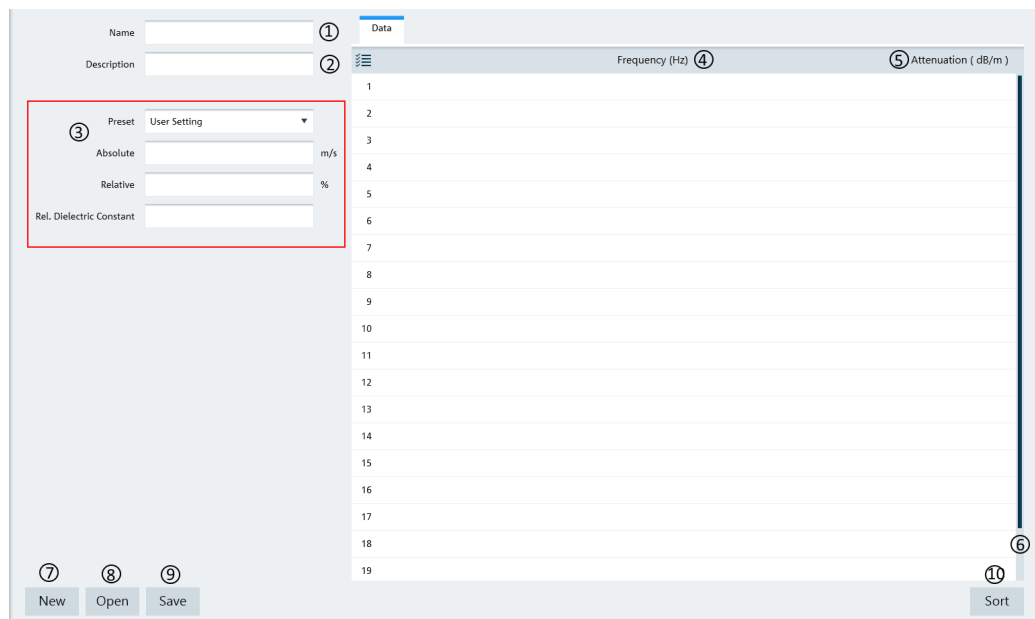 Name ①
Description ②
③ Preset User Setting
Absolute m/s
Relative %
Rel. Dielectric Constant
Data
Frequency (Hz) ④ ⑤ Attenuation ( dB/m )
1
2
3
4
5
6
7
8
9
10
11
12
13
14
15
16
17
18
⑥
19
⑦ ⑧ ⑨ ⑩
New Open Save Sort